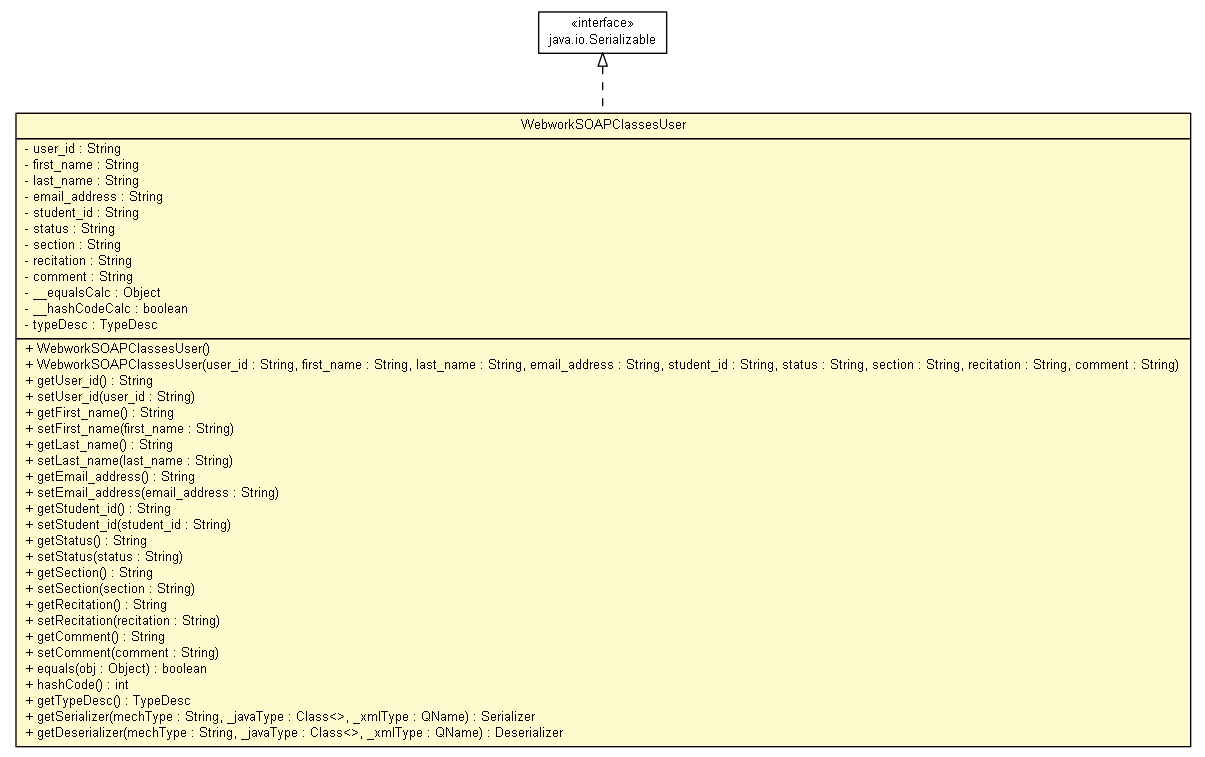 «interface»
java.io.Serializable
WebworkSOAPClassesUser
- user_id : String
- first_name : String
- last_name : String
- email_address : String
- student_id : String
- status : String
- section : String
- recitation : String
- comment : String
- __equalsCalc : Object
- __hashCodeCalc : boolean
- typeDesc : TypeDesc
+ WebworkSOAPClassesUser()
+ WebworkSOAPClassesUser(user_id : String, first_name : String, last_name : String, email_address : String, student_id : String, status : String, section : String, recitation : String, comment : String)
+ getUser_id() : String
+ setUser_id(user_id : String)
+ getFirst_name() : String
+ setFirst_name(first_name : String)
+ getLast_name() : String
+ setLast_name(last_name : String)
+ getEmail_address() : String
+ setEmail_address(email_address : String)
+ getStudent_id() : String
+ setStudent_id(student_id : String)
+ getStatus() : String
+ setStatus(status : String)
+ getSection() : String
+ setSection(section : String)
+ getRecitation() : String
+ setRecitation(recitation : String)
+ getComment() : String
+ setComment(comment : String)
+ equals(obj : Object) : boolean
+ hashCode() : int
+ getTypeDesc() : TypeDesc
+ getSerializer(mechType : String, _javaType : Class<>, _xmlType : QName) : Serializer
+ getDeserializer(mechType : String, _javaType : Class<>, _xmlType : QName) : Deserializer